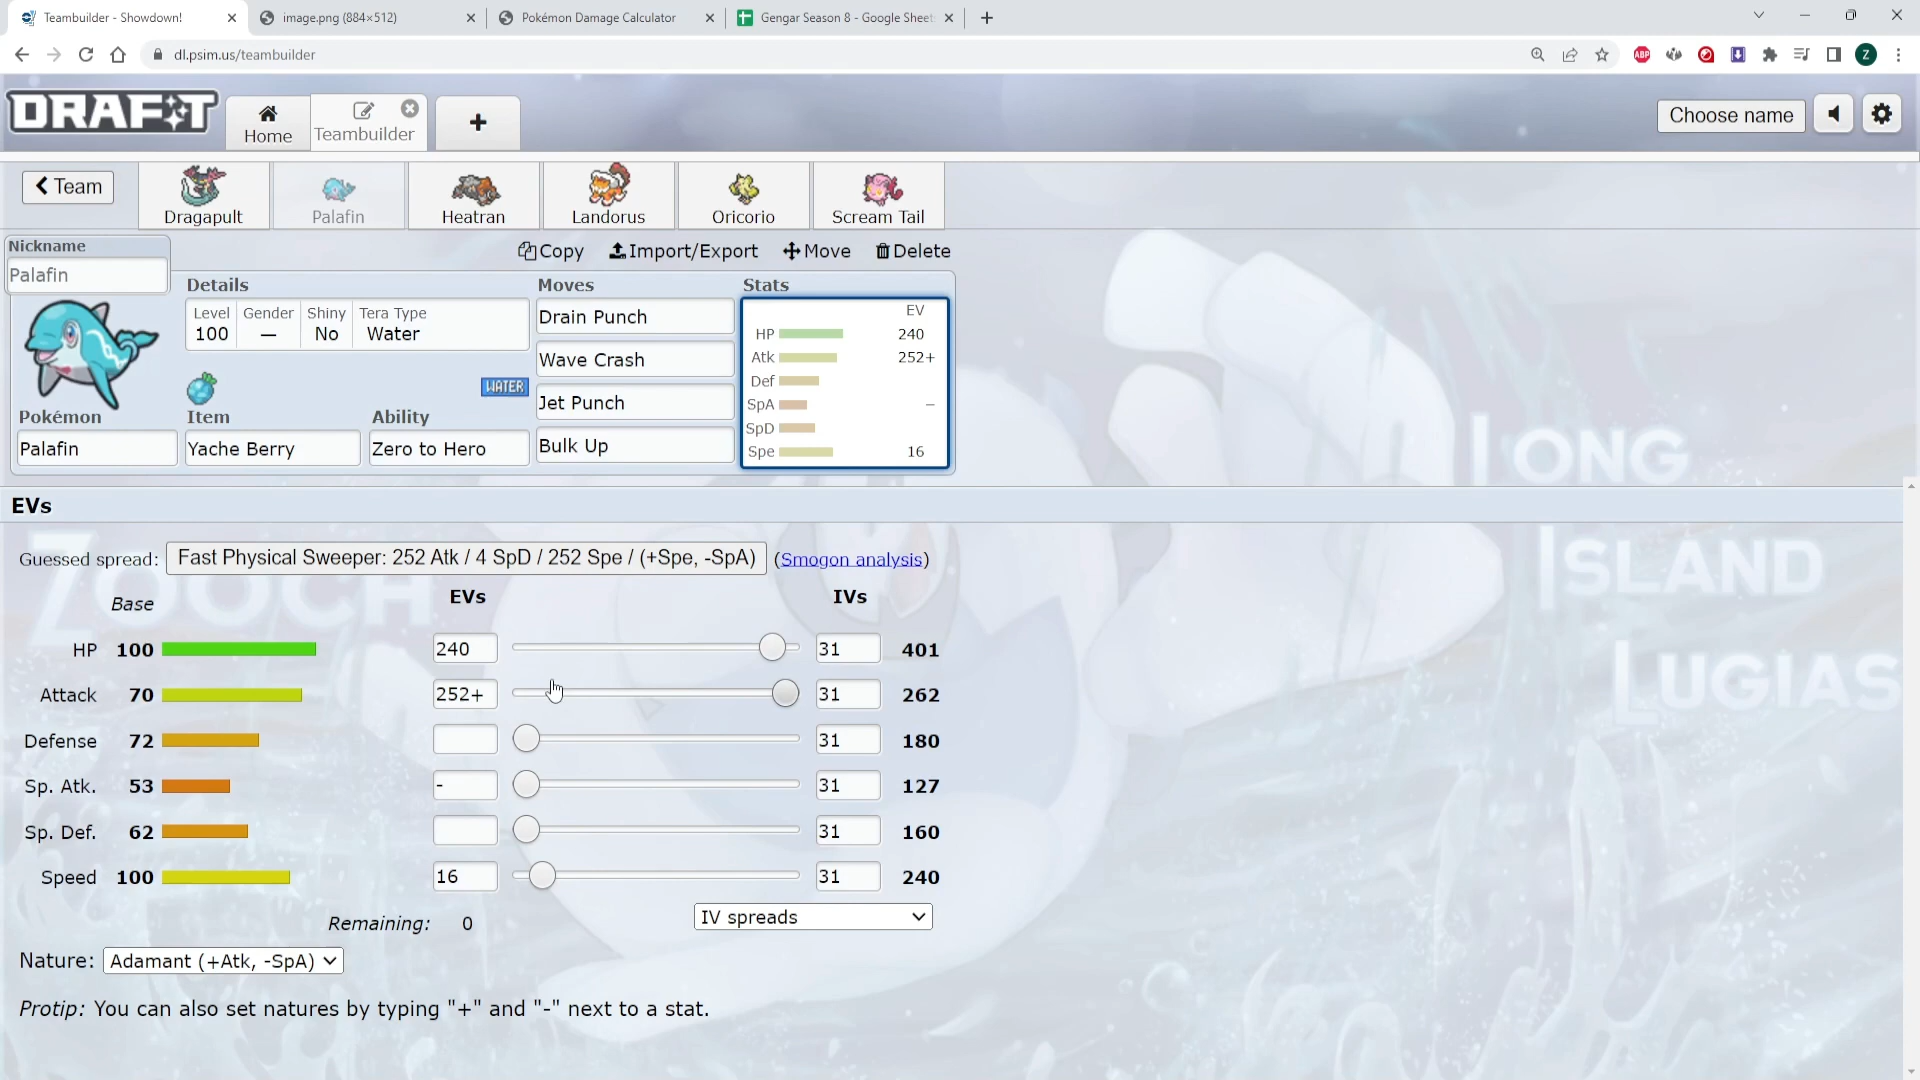 Teambuilder - Showdown!
image.png (884×512)
Pokémon Damage Calculator
Gengar Season 8 - Google Sheet
dl.psim.us/teambuilder
ABP
Z
DRAFT
Home
Teambuilder
Choose name
Team
Dragapult
Palafin
Heatran
Landorus
Oricorio
Scream Tail
Nickname
Palafin
Copy
Import/Export
Move
Delete
Details
Moves
Stats
Level
Gender
Shiny
Tera Type
100
—
No
Water
WATER
Pokémon
Item
Ability
Palafin
Yache Berry
Zero to Hero
Drain Punch
Wave Crash
Jet Punch
Bulk Up
EV
HP 240
Atk 252+
Def
SpA −
SpD
Spe 16
LONG
ISLAND
LUGIAS
ZOOCH
EVs
Guessed spread: Fast Physical Sweeper: 252 Atk / 4 SpD / 252 Spe / (+Spe, -SpA) (Smogon analysis)
Base EVs IVs
HP 100 240 31 401
Attack 70 252+ 31 262
Defense 72 31 180
Sp. Atk. 53 - 31 127
Sp. Def. 62 31 160
Speed 100 16 31 240
Remaining: 0
IV spreads
Nature: Adamant (+Atk, -SpA)
Protip: You can also set natures by typing "+" and "-" next to a stat.